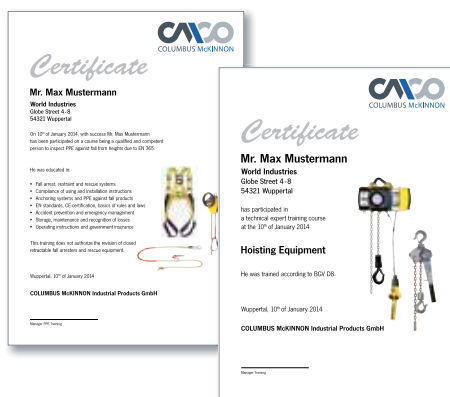 CMCO
COLUMBUS McKINNON
Certificate
Mr. Max Mustermann
World Industries
Globe Street 4-8
54321 Wuppertal
On 10th of January 2014, with success Mr. Max Mustermann
has been participated on a course being a qualified and competent
person to inspect PPE against fall from heights due to EN 365.
He was educated in
• Fall arrest, restraint and rescue systems
• Compliance of using and installation instructions
• Anchoring systems and PPE against fall products
• EN standards, CE-certification, basics of rules and laws
• Accident prevention and emergency management
• Storage, maintenance and recognition of losses
• Operating instructions and government insurance
This training does not authorize the revision of closed
retractable fall arresters and rescue equipment.
Wuppertal, 10th of January 2014
COLUMBUS McKINNON Industrial Products GmbH
Manager PPE Training
CMCO
COLUMBUS McKINNON
Certificate
Mr. Max Mustermann
World Industries
Globe Street 4-8
54321 Wuppertal
has participated in
a technical expert training course
at the 10th of January 2014
Hoisting Equipment
He was trained according to BGV D8.
Wuppertal, 10th of January 2014
COLUMBUS McKINNON Industrial Products GmbH
Manager Training